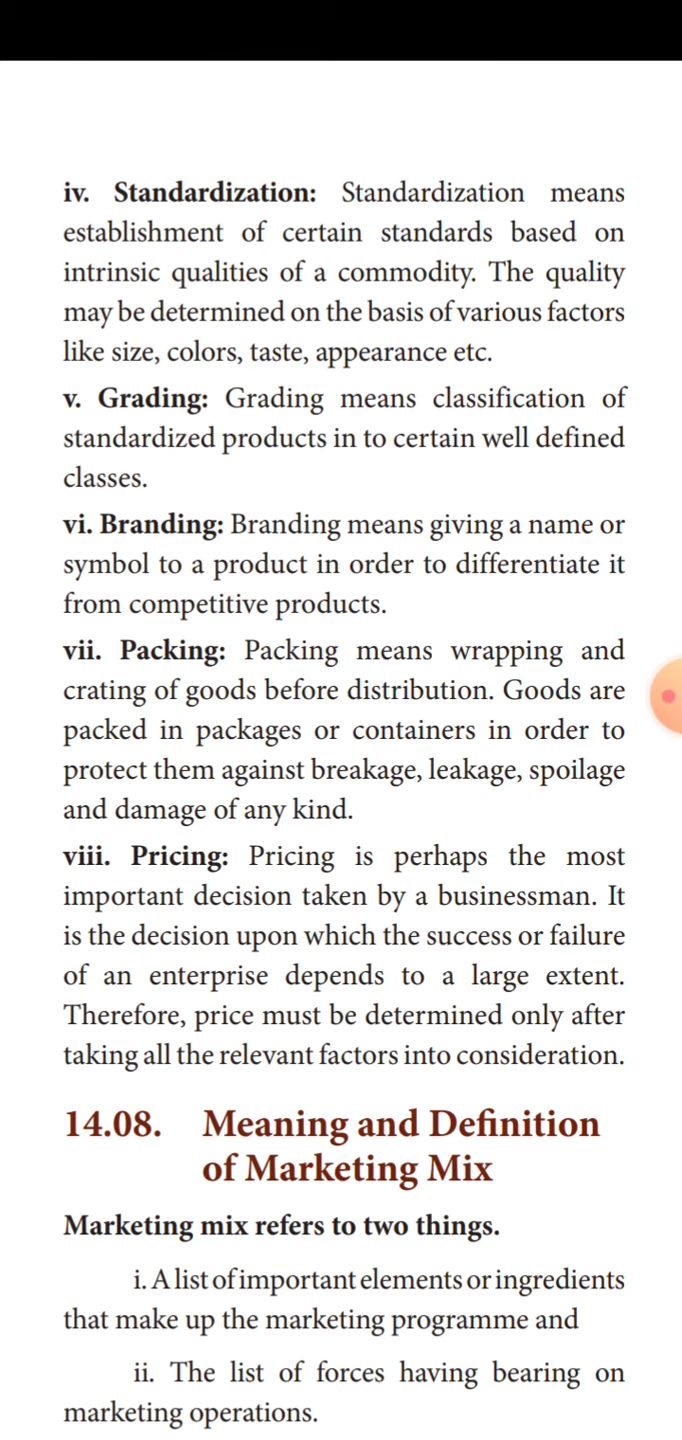 iv. Standardization: Standardization means
establishment of certain standards based on
intrinsic qualities of a commodity. The quality
may be determined on the basis of various factors
like size, colors, taste, appearance etc.
v. Grading: Grading means classification of
standardized products in to certain well defined
classes.
vi. Branding: Branding means giving a name or
symbol to a product in order to differentiate it
from competitive products.
vii. Packing: Packing means wrapping and
crating of goods before distribution. Goods are
packed in packages or containers in order to
protect them against breakage, leakage, spoilage
and damage of any kind.
viii. Pricing: Pricing is perhaps the most
important decision taken by a businessman. It
is the decision upon which the success or failure
of an enterprise depends to a large extent.
Therefore, price must be determined only after
taking all the relevant factors into consideration.
14.08. Meaning and Definition
of Marketing Mix
Marketing mix refers to two things.
i. A list of important elements or ingredients
that make up the marketing programme and
ii. The list of forces having bearing on
marketing operations.